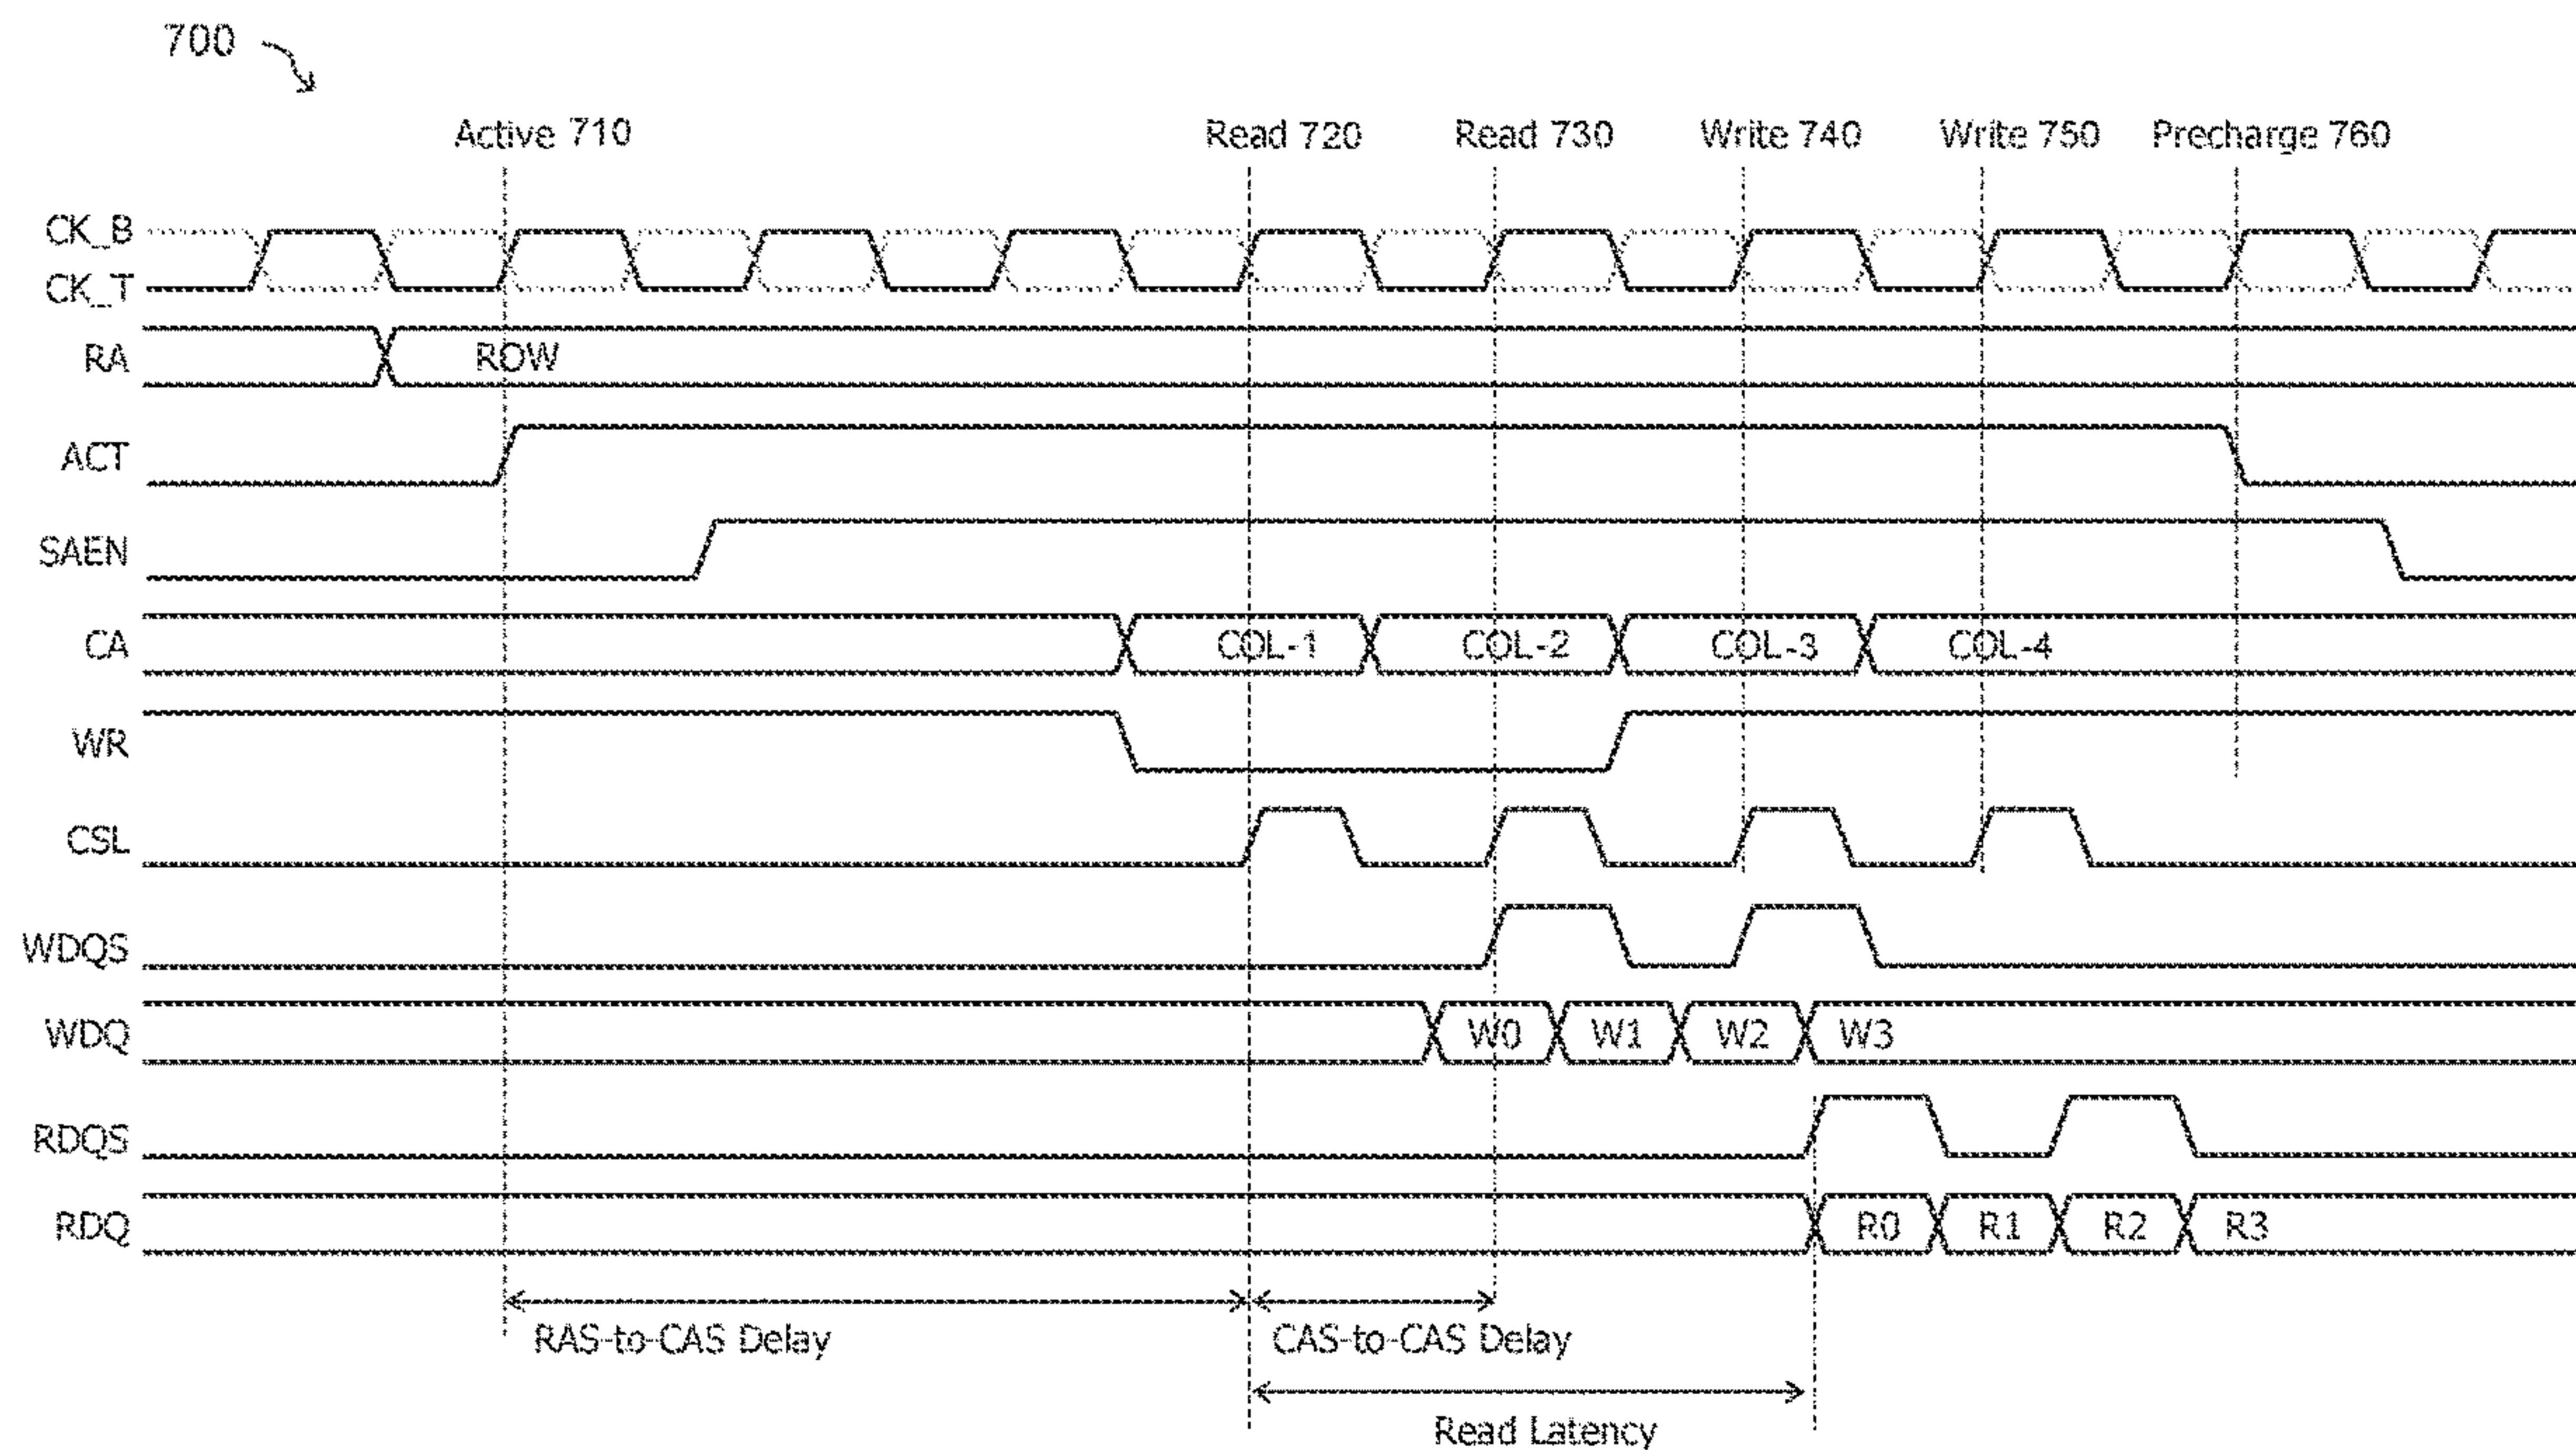 700
Active 710 Read 720 Read 730 Write 740 Write 750 Precharge 760
CK_B
CK_T
RA ROW
ACT
SAEN
CA COL-1 COL-2 COL-3 COL-4
WR
CSL
WDQS
WDQ W0 W1 W2 W3
RDQS
RDQ R0 R1 R2 R3
RAS-to-CAS Delay CAS-to-CAS Delay
Read Latency